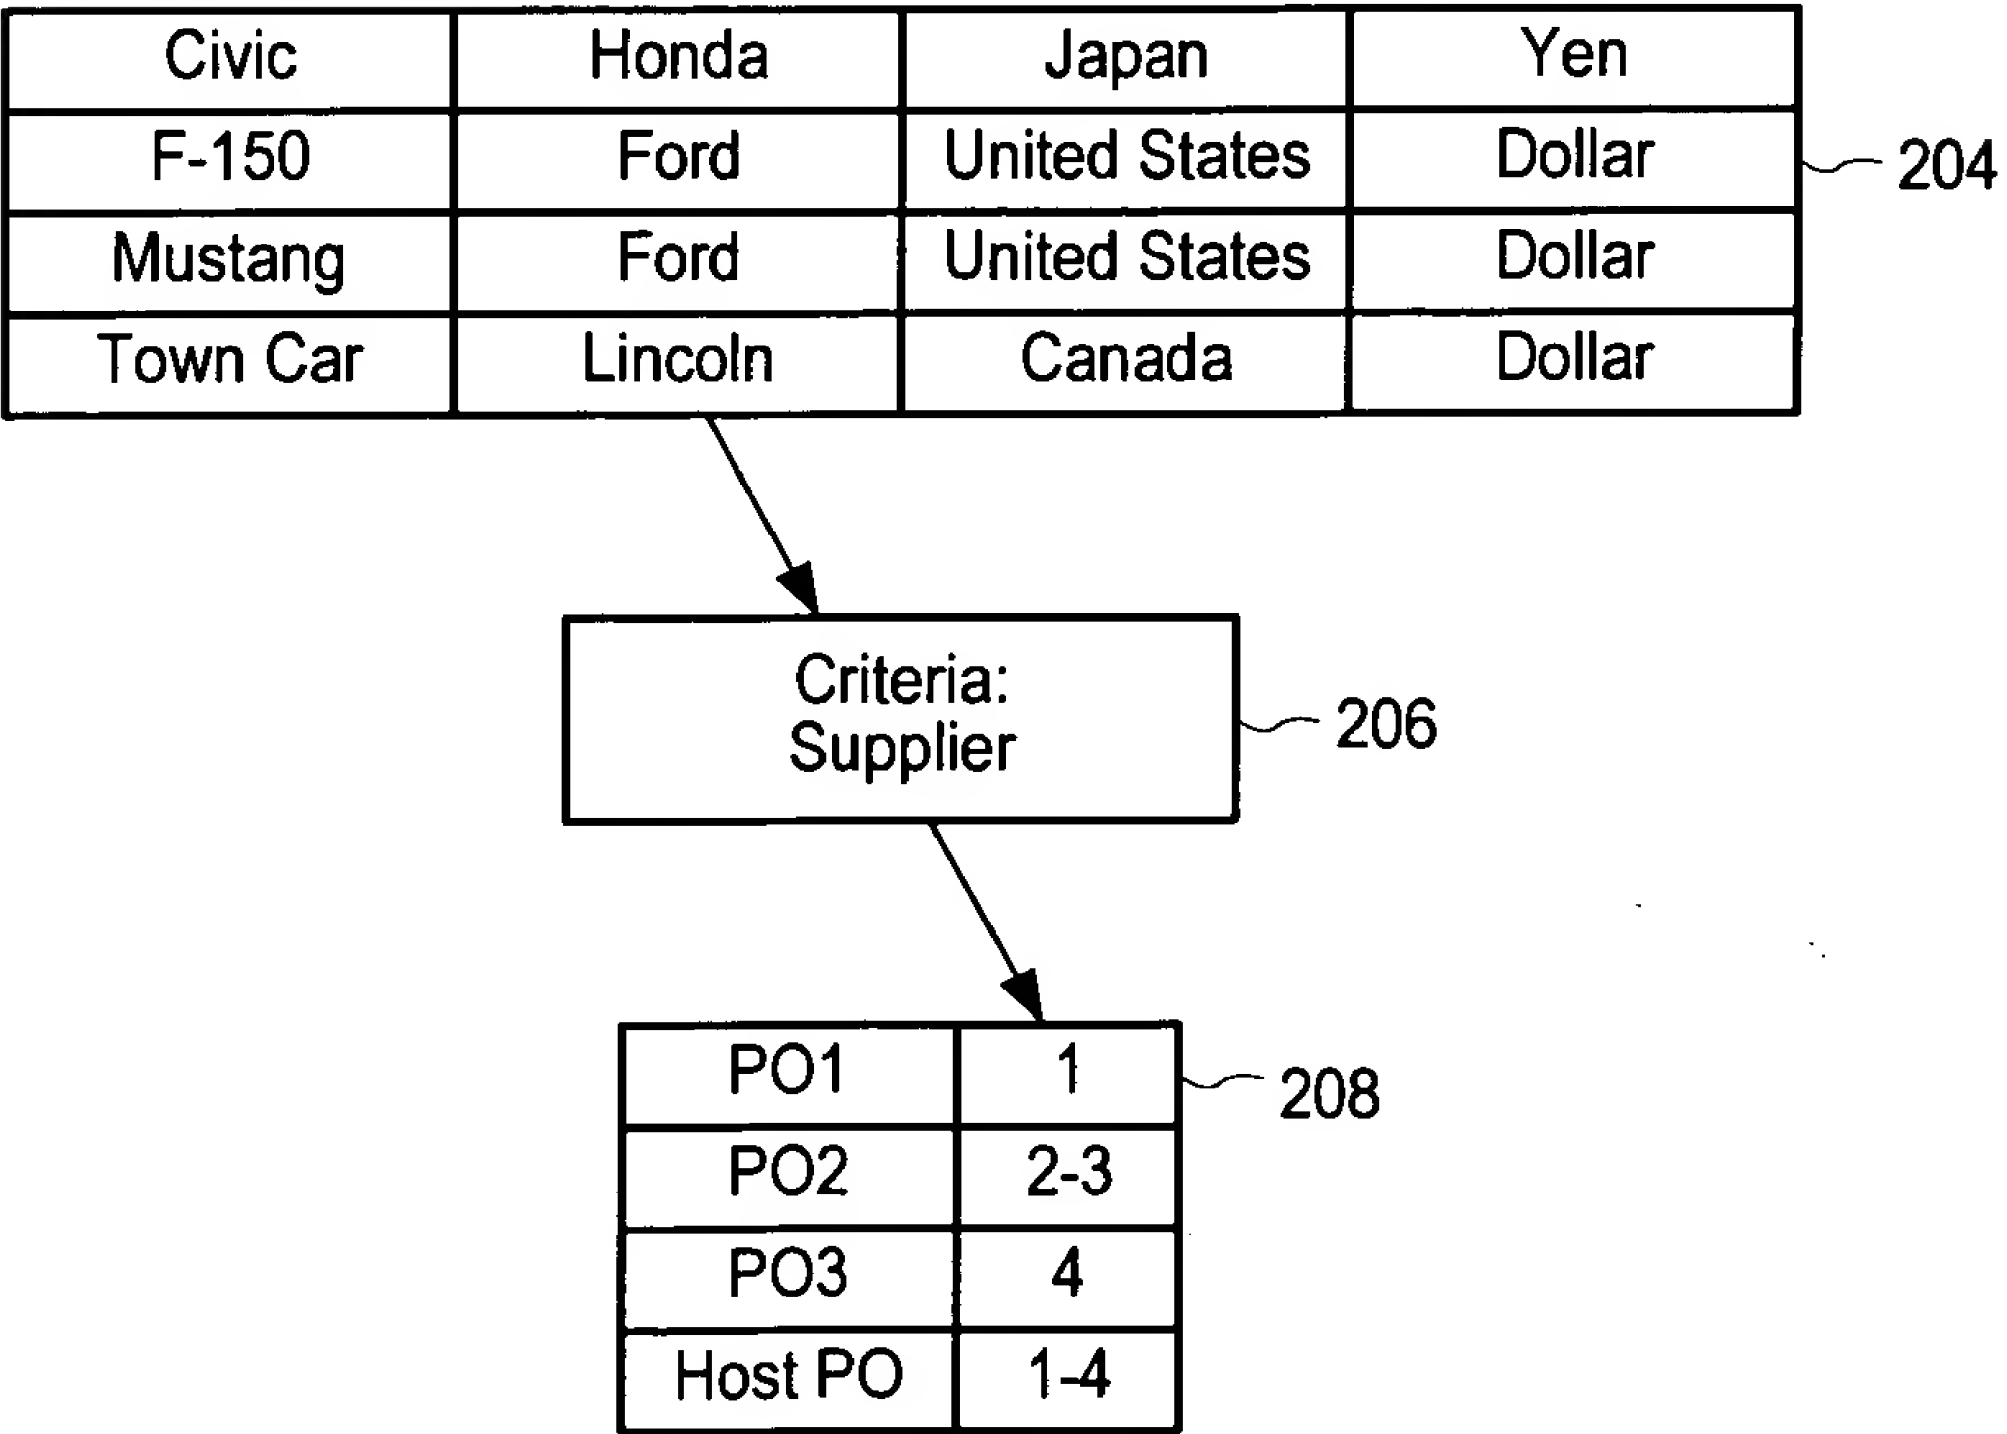 Civic Honda Japan Yen
F-150 Ford United States Dollar 204
Mustang Ford United States Dollar
Town Car Lincoln Canada Dollar
Criteria:
Supplier
206
PO1 1 208
PO2 2-3
PO3 4
Host PO 1-4